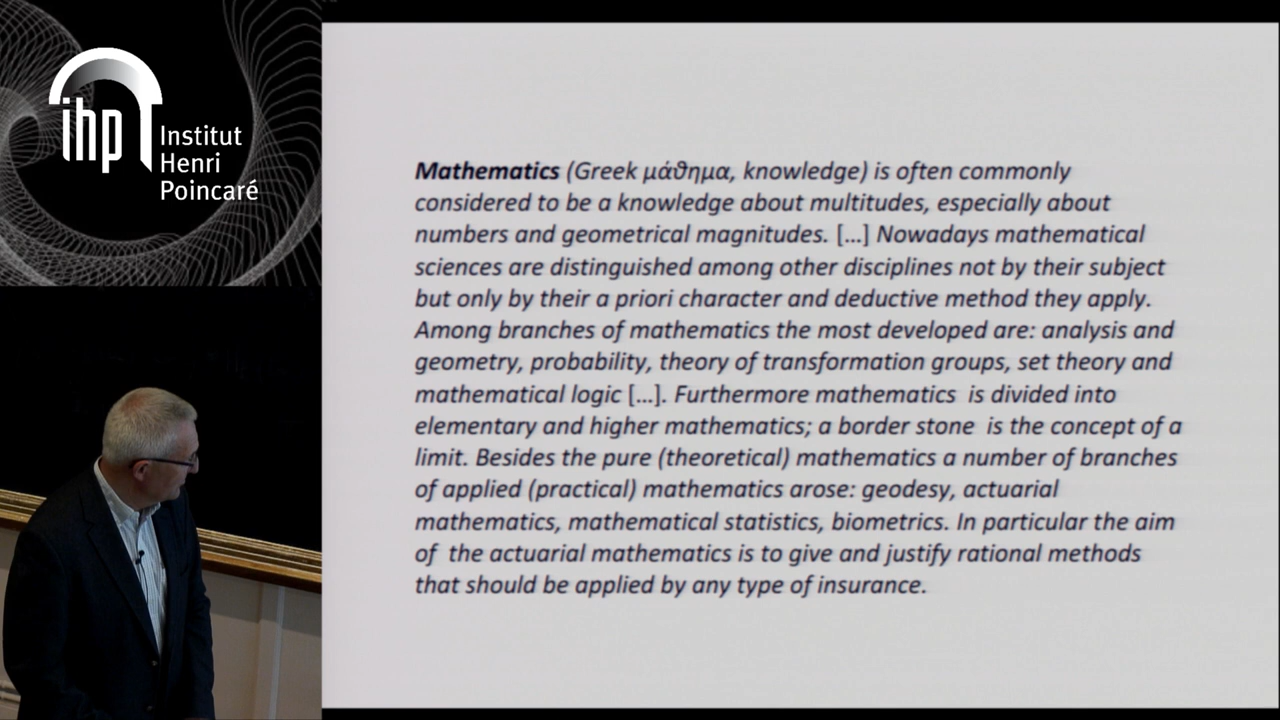 ihp
Institut
Henri
Poincaré
Mathematics (Greek μάϑημα, knowledge) is often commonly
considered to be a knowledge about multitudes, especially about
numbers and geometrical magnitudes. […] Nowadays mathematical
sciences are distinguished among other disciplines not by their subject
but only by their a priori character and deductive method they apply.
Among branches of mathematics the most developed are: analysis and
geometry, probability, theory of transformation groups, set theory and
mathematical logic […]. Furthermore mathematics is divided into
elementary and higher mathematics; a border stone is the concept of a
limit. Besides the pure (theoretical) mathematics a number of branches
of applied (practical) mathematics arose: geodesy, actuarial
mathematics, mathematical statistics, biometrics. In particular the aim
of the actuarial mathematics is to give and justify rational methods
that should be applied by any type of insurance.